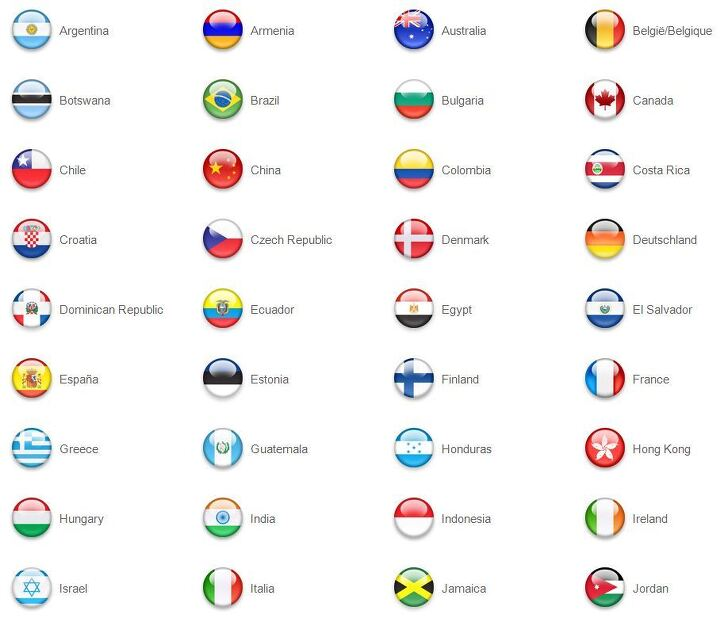 Argentina
Armenia
Australia
België/Belgique
Botswana
Brazil
Bulgaria
Canada
Chile
China
Colombia
Costa Rica
Croatia
Czech Republic
Denmark
Deutschland
Dominican Republic
Ecuador
Egypt
El Salvador
España
Estonia
Finland
France
Greece
Guatemala
Honduras
Hong Kong
Hungary
India
Indonesia
Ireland
Israel
Italia
Jamaica
Jordan